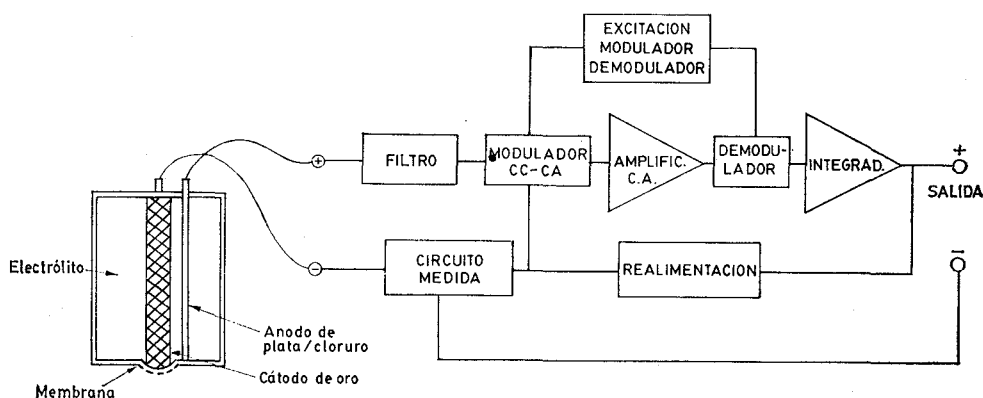 EXCITACION
MODULADOR
DEMODULADOR
FILTRO
MODULADOR
CC-CA
AMPLIFIC.
C.A.
DEMODU-
LADOR
INTEGRAD.
+
SALIDA
-
+
-
CIRCUITO
MEDIDA
REALIMENTACION
Electrólito
Anodo de
plata/cloruro
Cátodo de oro
Membrana